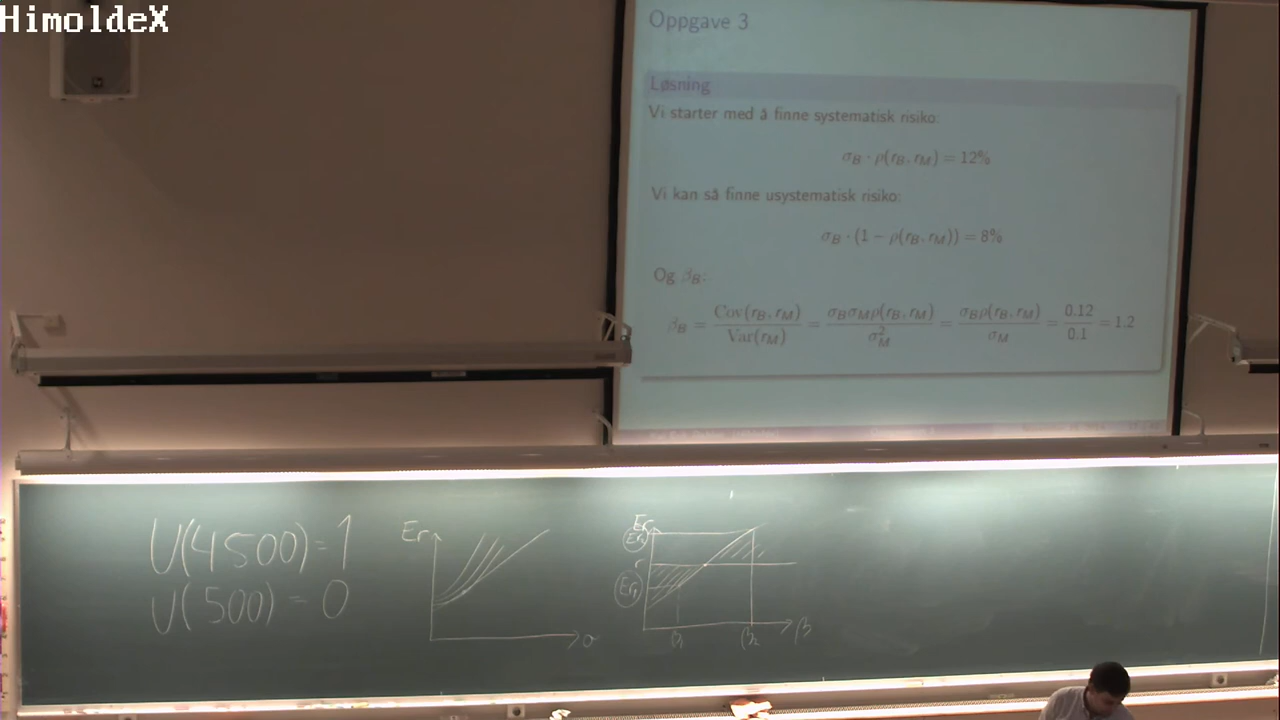 HimoldeX
Oppgave 3
Løsning
Vi starter med å finne systematisk risiko:
σ_B · ρ(r_B, r_M) = 12%
Vi kan så finne usystematisk risiko:
σ_B · (1 − ρ(r_B, r_M)) = 8%
Og β_B:
β_B = Cov(r_B, r_M) / Var(r_M) = σ_Bσ_Mρ(r_B, r_M) / σ_M^2 = σ_Bρ(r_B, r_M) / σ_M = 0.12 / 0.1 = 1.2
U(4500) = 1
U(500) = 0
Er
σ
Er
Er₂
r
Er₁
β₁ β₂ β